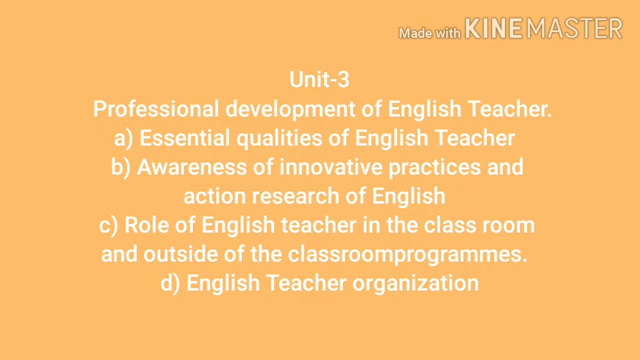 Made with KINEMASTER
Unit-3
Professional development of English Teacher.
a) Essential qualities of English Teacher
b) Awareness of innovative practices and
action research of English
c) Role of English teacher in the class room
and outside of the classroomprogrammes.
d) English Teacher organization